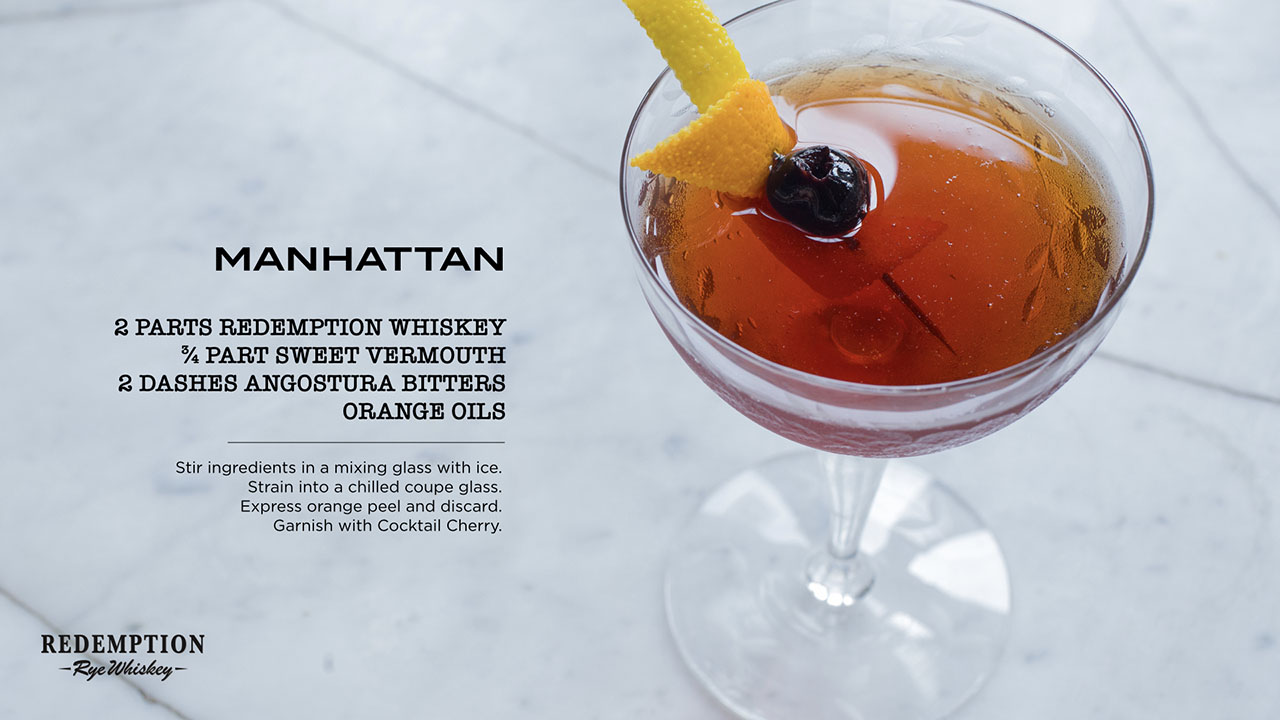 MANHATTAN
2 PARTS REDEMPTION WHISKEY
¾ PART SWEET VERMOUTH
2 DASHES ANGOSTURA BITTERS
ORANGE OILS
Stir ingredients in a mixing glass with ice.
Strain into a chilled coupe glass.
Express orange peel and discard.
Garnish with Cocktail Cherry.
REDEMPTION
Rye Whiskey